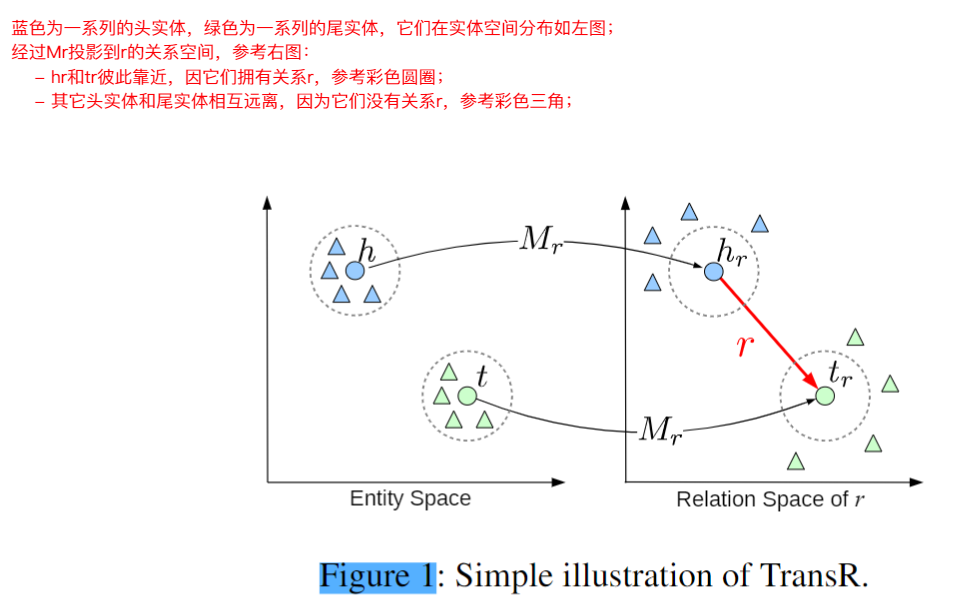 蓝色为一系列的头实体，绿色为一系列的尾实体，它们在实体空间分布如左图；
经过Mr投影到r的关系空间，参考右图：
– hr和tr彼此靠近，因它们拥有关系r，参考彩色圆圈；
– 其它头实体和尾实体相互远离，因为它们没有关系r，参考彩色三角；
h
M_r
h_r
r
t
t_r
M_r
Entity Space
Relation Space of r
Figure 1: Simple illustration of TransR.